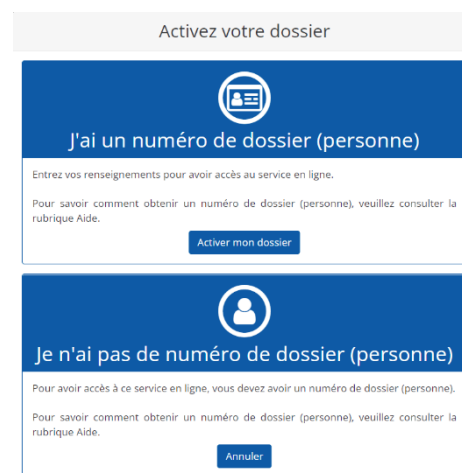 Activez votre dossier
J'ai un numéro de dossier (personne)
Entrez vos renseignements pour avoir accès au service en ligne.
Pour savoir comment obtenir un numéro de dossier (personne), veuillez consulter la
rubrique Aide.
Activer mon dossier
Je n'ai pas de numéro de dossier (personne)
Pour avoir accès à ce service en ligne, vous devez avoir un numéro de dossier (personne).
Pour savoir comment obtenir un numéro de dossier (personne), veuillez consulter la
rubrique Aide.
Annuler